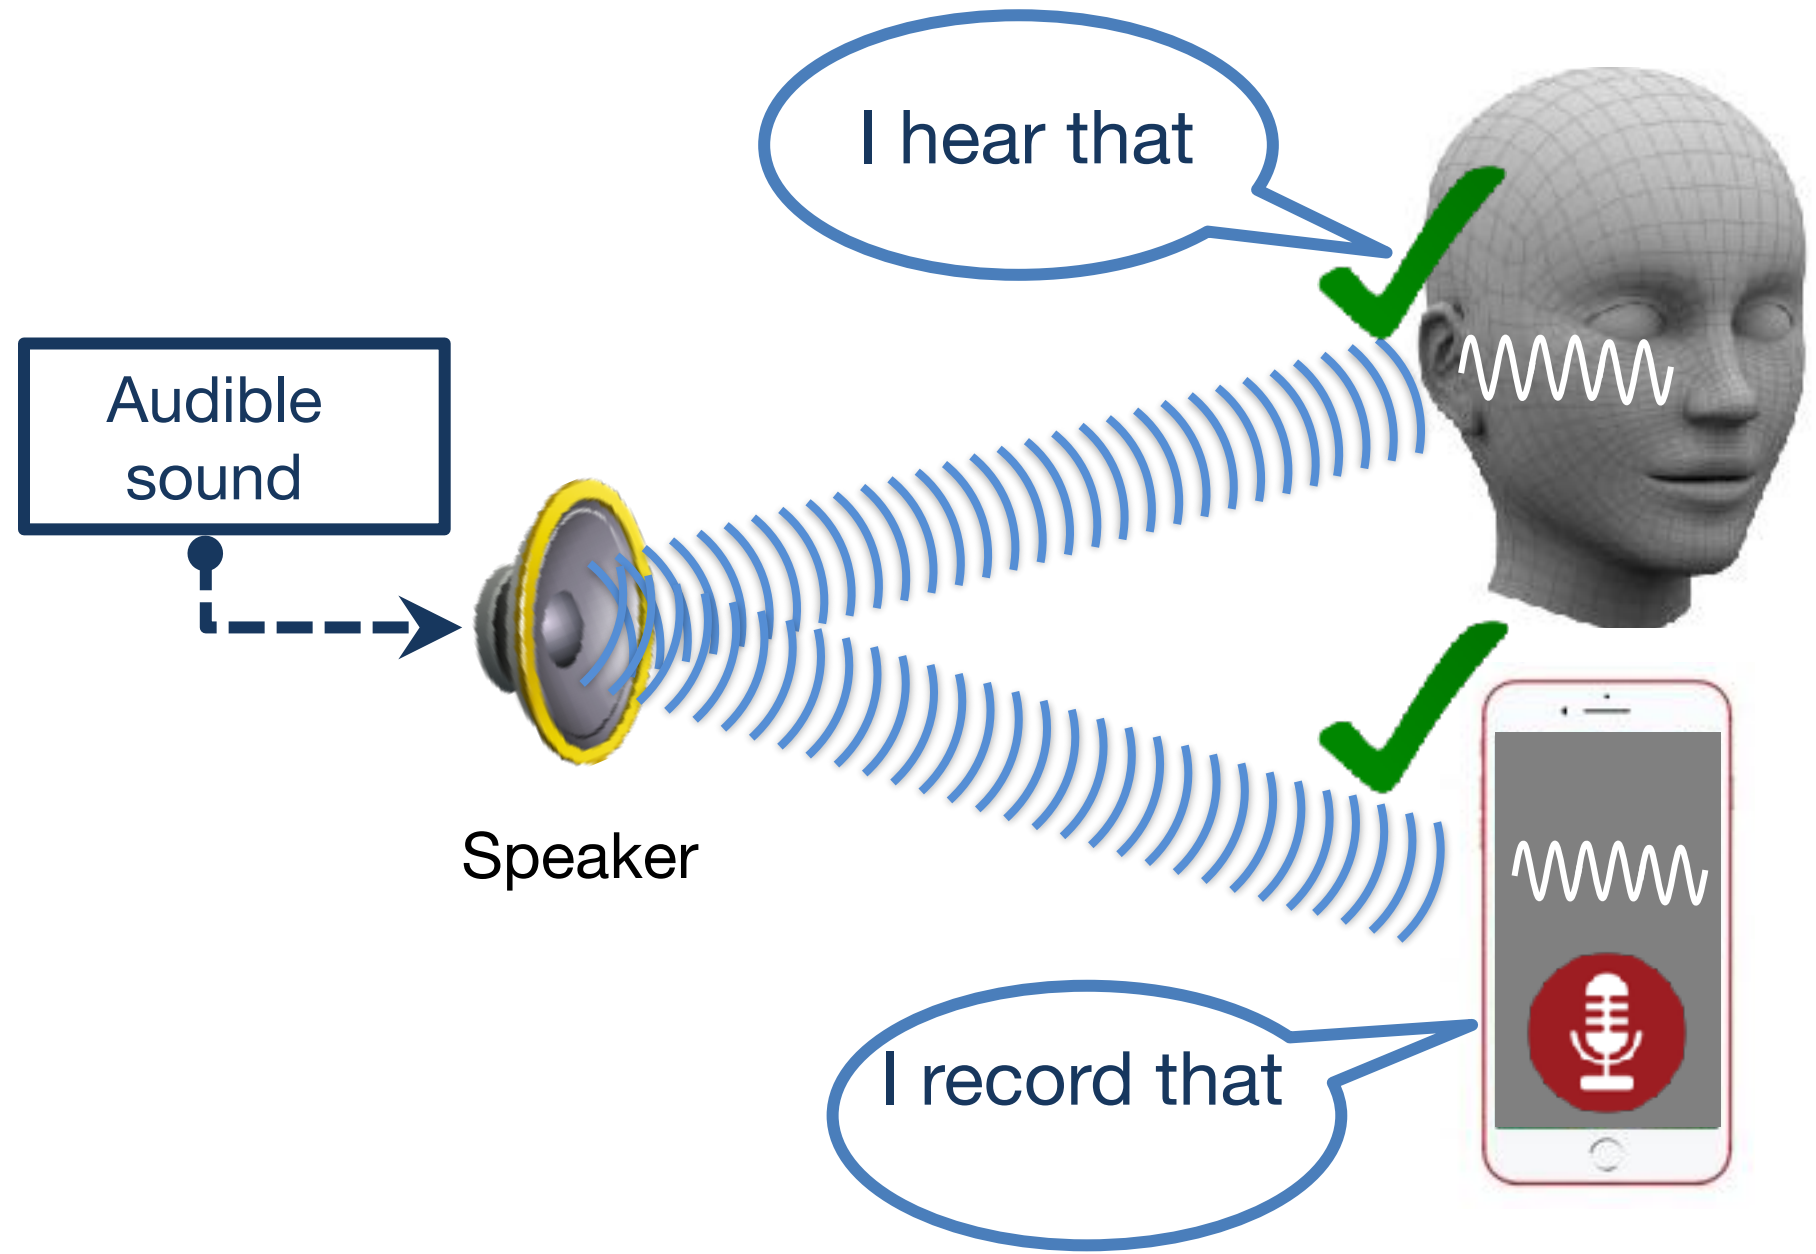 I hear that
Audible
sound
Speaker
I record that